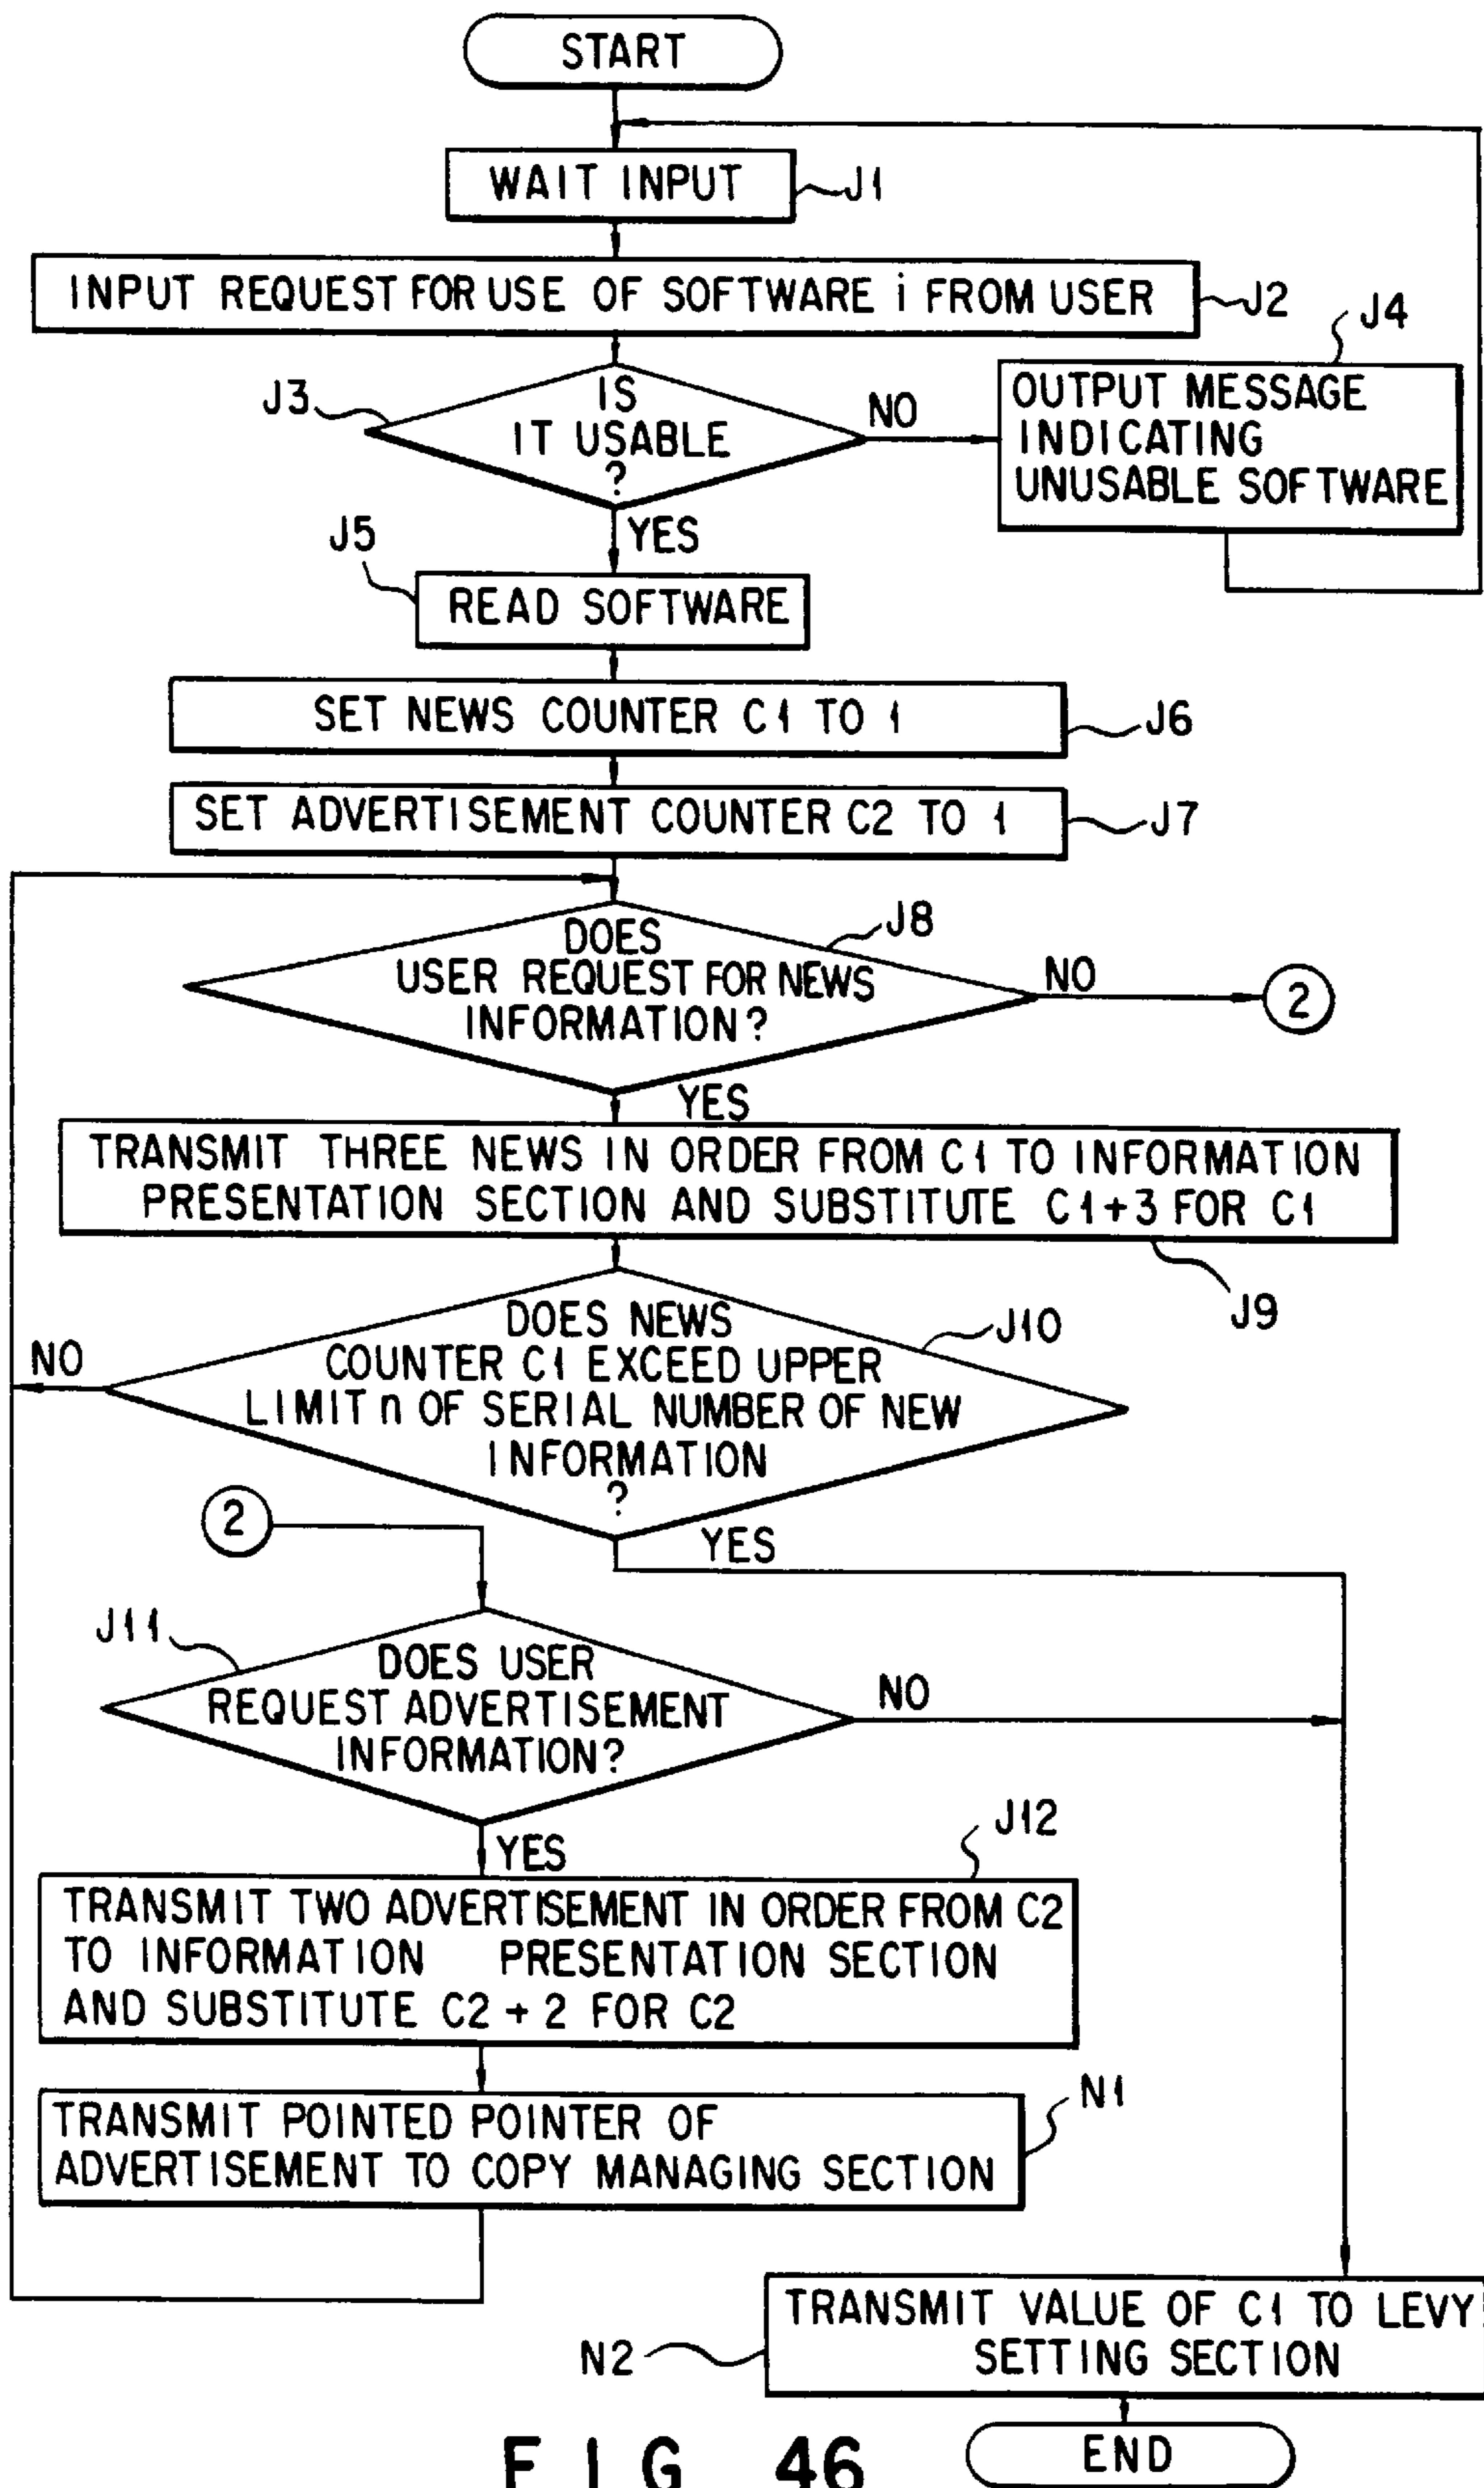 START
WAIT INPUT
J1
INPUT REQUEST FOR USE OF SOFTWARE i FROM USER
J2
J3
IS
IT USABLE
?
NO
J4
OUTPUT MESSAGE
INDICATING
UNUSABLE SOFTWARE
YES
J5
READ SOFTWARE
SET NEWS COUNTER C1 TO 1
J6
SET ADVERTISEMENT COUNTER C2 TO 1
J7
J8
DOES
USER REQUEST FOR NEWS
INFORMATION?
NO
2
YES
TRANSMIT THREE NEWS IN ORDER FROM C1 TO INFORMATION
PRESENTATION SECTION AND SUBSTITUTE C1+3 FOR C1
J9
J10
DOES NEWS
COUNTER C1 EXCEED UPPER
LIMIT n OF SERIAL NUMBER OF NEW
INFORMATION
?
NO
YES
2
J11
DOES USER
REQUEST ADVERTISEMENT
INFORMATION?
NO
YES
J12
TRANSMIT TWO ADVERTISEMENT IN ORDER FROM C2
TO INFORMATION PRESENTATION SECTION
AND SUBSTITUTE C2 + 2 FOR C2
N1
TRANSMIT POINTED POINTER OF
ADVERTISEMENT TO COPY MANAGING SECTION
TRANSMIT VALUE OF C1 TO LEVY
SETTING SECTION
N2
END
FIG 46